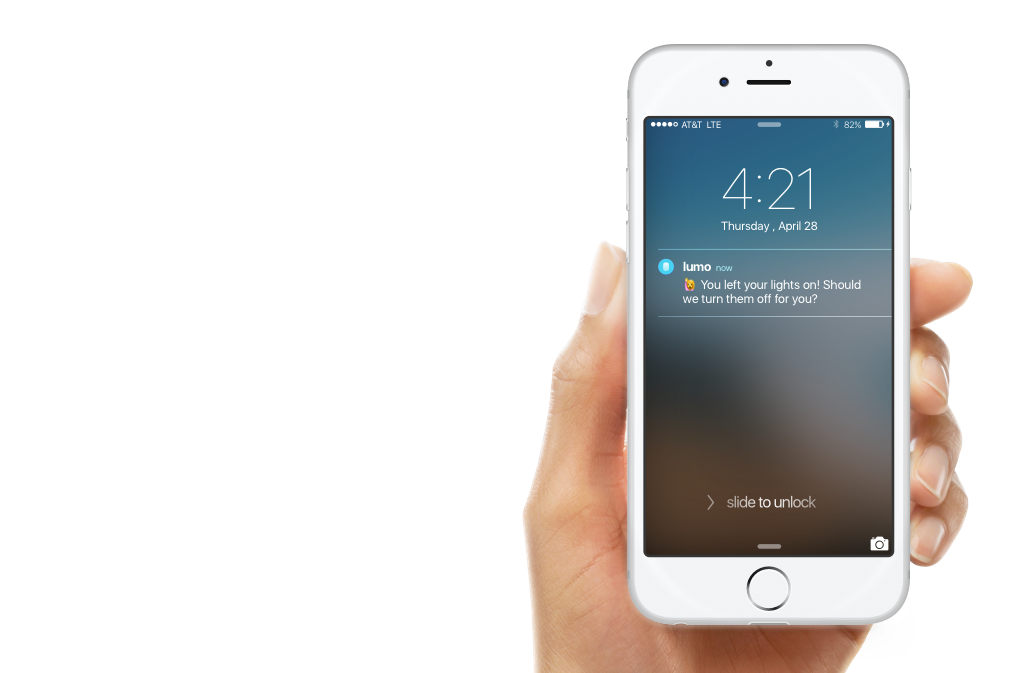 AT&T LTE 82%
4:21
Thursday , April 28
lumo now
🙋 You left your lights on! Should
we turn them off for you?
slide to unlock